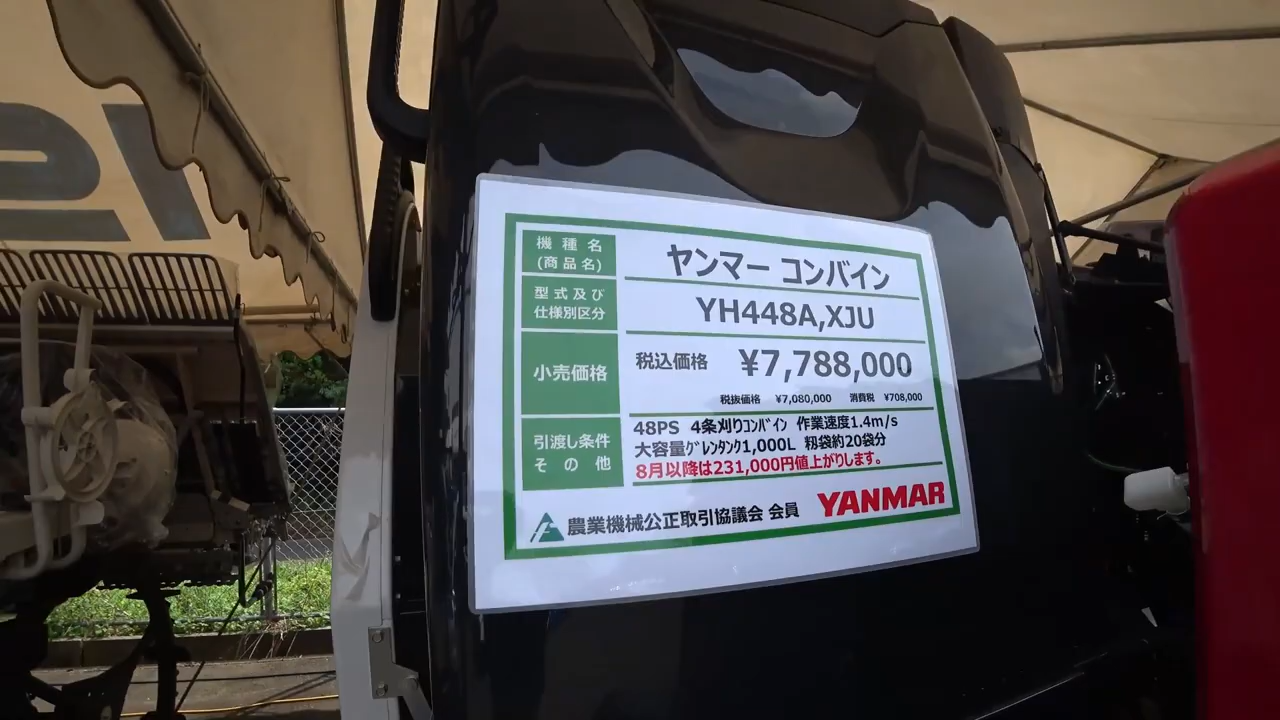 機種名
(商品名)
ヤンマー コンバイン
型式及び
仕様別区分
YH448A,XJU
小売価格
税込価格 ¥7,788,000
税抜価格 ¥7,080,000 消費税 ¥708,000
引渡し条件
その他
48PS 4条刈りコンバイン 作業速度1.4m/s
大容量グレンタンク1,000L 籾袋約20袋分
8月以降は231,000円値上がりします。
農業機械公正取引協議会 会員
YANMAR